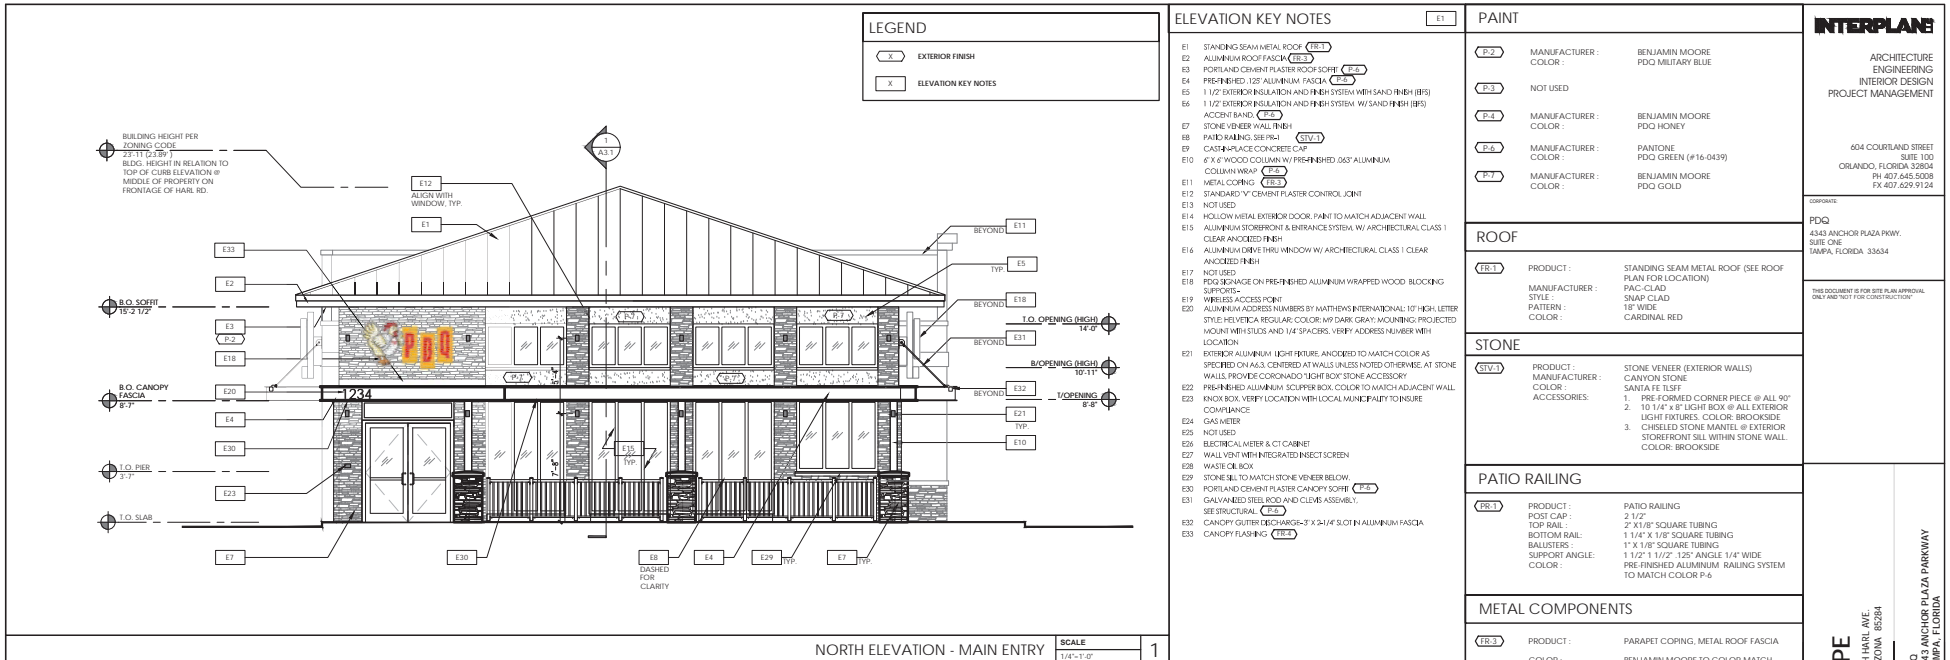 LEGEND
X EXTERIOR FINISH
X ELEVATION KEY NOTES
BUILDING HEIGHT PER
ZONING CODE
23'-11 (23.89' )
BLDG. HEIGHT IN RELATION TO
TOP OF CURB ELEVATION @
MIDDLE OF PROPERTY ON
FRONTAGE OF HARL RD.
1
A3.1
E12
ALIGN WITH
WINDOW, TYP.
E1
E33
E2
B.O. SOFFIT
15'-2 1/2"
E3
P-2
E18
E20
B.O. CANOPY
FASCIA
8'-7"
E4
E30
T.O. PIER
3'-7"
E23
T.O. SLAB
E7
E30
E8
DASHED
FOR
CLARITY
E4
E29
TYP.
E7
TYP.
E11
BEYOND
E5
TYP.
E18
BEYOND
T.O. OPENING (HIGH)
14'-0"
E31
BEYOND
B/OPENING (HIGH)
10'-11"
E32
BEYOND
T/OPENING
8'-8"
E21
TYP.
E10
PDQ
1234
P-7
5'-4"
E15
TYP.
7'-8"
NORTH ELEVATION - MAIN ENTRY
SCALE
1/4"=1'-0"
1
ELEVATION KEY NOTES E1
E1 STANDING SEAM METAL ROOF FR-1
E2 ALUMINUM ROOF FASCIA FR-3
E3 PORTLAND CEMENT PLASTER ROOF SOFFIT P-6
E4 PRE-FINISHED .125" ALUMINUM FASCIA P-6
E5 1 1/2" EXTERIOR INSULATION AND FINISH SYSTEM WITH SAND FINISH (EIFS)
E6 1 1/2" EXTERIOR INSULATION AND FINISH SYSTEM W/ SAND FINISH (EIFS)
ACCENT BAND. P-6
E7 STONE VENEER WALL FINISH
E8 PATIO RAILING, SEE PR-1 STV-1
E9 CAST-IN-PLACE CONCRETE CAP
E10 6" X 6" WOOD COLUMN W/ PRE-FINISHED .063" ALUMINUM
COLUMN WRAP P-6
E11 METAL COPING FR-3
E12 STANDARD "V" CEMENT PLASTER CONTROL JOINT
E13 NOT USED
E14 HOLLOW METAL EXTERIOR DOOR. PAINT TO MATCH ADJACENT WALL
E15 ALUMINUM STOREFRONT & ENTRANCE SYSTEM, W/ ARCHITECTURAL CLASS 1
CLEAR ANODIZED FINISH
E16 ALUMINUM DRIVE THRU WINDOW W/ ARCHITECTURAL CLASS 1 CLEAR
ANODIZED FINISH
E17 NOT USED
E18 PDQ SIGNAGE ON PRE-FINISHED ALUMINUM WRAPPED WOOD BLOCKING
SUPPORTS-
E19 WIRELESS ACCESS POINT
E20 ALUMINUM ADDRESS NUMBERS BY MATTHEWS INTERNATIONAL; 10" HIGH, LETTER
STYLE: HELVETICA REGULAR; COLOR: M9 DARK GRAY; MOUNTING: PROJECTED
MOUNT WITH STUDS AND 1/4" SPACERS. VERIFY ADDRESS NUMBER WITH
LOCATION
E21 EXTERIOR ALUMINUM LIGHT FIXTURE, ANODIZED TO MATCH COLOR AS
SPECIFIED ON A6.3. CENTERED AT WALLS UNLESS NOTED OTHERWISE. AT STONE
WALLS, PROVIDE CORONADO "LIGHT BOX" STONE ACCESSORY
E22 PRE-FINISHED ALUMINUM SCUPPER BOX. COLOR TO MATCH ADJACENT WALL.
E23 KNOX BOX. VERIFY LOCATION WITH LOCAL MUNICIPALITY TO INSURE
COMPLIANCE
E24 GAS METER
E25 NOT USED
E26 ELECTRICAL METER & CT CABINET
E27 WALL VENT WITH INTEGRATED INSECT SCREEN
E28 WASTE OIL BOX
E29 STONE SILL TO MATCH STONE VENEER BELOW.
E30 PORTLAND CEMENT PLASTER CANOPY SOFFIT P-6
E31 GALVANIZED STEEL ROD AND CLEVIS ASSEMBLY,
SEE STRUCTURAL. P-6
E32 CANOPY GUTTER DISCHARGE-3" X 2-1/4" SLOT IN ALUMINUM FASCIA
E33 CANOPY FLASHING FR-4
PAINT
P-2 MANUFACTURER : BENJAMIN MOORE
COLOR : PDQ MILITARY BLUE
P-3 NOT USED
P-4 MANUFACTURER : BENJAMIN MOORE
COLOR : PDQ HONEY
P-6 MANUFACTURER : PANTONE
COLOR : PDQ GREEN (#16-0439)
P-7 MANUFACTURER : BENJAMIN MOORE
COLOR : PDQ GOLD
ROOF
FR-1 PRODUCT : STANDING SEAM METAL ROOF (SEE ROOF
PLAN FOR LOCATION)
MANUFACTURER : PAC-CLAD
STYLE : SNAP CLAD
PATTERN : 18" WIDE
COLOR : CARDINAL RED
STONE
STV-1 PRODUCT : STONE VENEER (EXTERIOR WALLS)
MANUFACTURER : CANYON STONE
COLOR : SANTA FE TLSFF
ACCESSORIES: 1. PRE-FORMED CORNER PIECE @ ALL 90°
2. 10 1/4" x 8" LIGHT BOX @ ALL EXTERIOR
LIGHT FIXTURES. COLOR: BROOKSIDE
3. CHISELED STONE MANTEL @ EXTERIOR
STOREFRONT SILL WITHIN STONE WALL.
COLOR: BROOKSIDE
PATIO RAILING
PR-1 PRODUCT : PATIO RAILING
POST CAP : 2 1/2"
TOP RAIL : 2" X1/8" SQUARE TUBING
BOTTOM RAIL: 1 1/4" X 1/8" SQUARE TUBING
BALUSTERS : 1" X 1/8" SQUARE TUBING
SUPPORT ANGLE: 1 1/2" 1 1/2" .125" ANGLE 1/4" WIDE
COLOR : PRE-FINISHED ALUMINUM RAILING SYSTEM
TO MATCH COLOR P-6
METAL COMPONENTS
FR-3 PRODUCT : PARAPET COPING, METAL ROOF FASCIA
INTERPLAN
ARCHITECTURE
ENGINEERING
INTERIOR DESIGN
PROJECT MANAGEMENT
604 COURTLAND STREET
SUITE 100
ORLANDO, FLORIDA 32804
PH 407.645.5008
FX 407.629.9124
CORPORATE:
PDQ
4343 ANCHOR PLAZA PKWY.
SUITE ONE
TAMPA, FLORIDA 33634
THIS DOCUMENT IS FOR SITE PLAN APPROVAL
ONLY AND "NOT FOR CONSTRUCTION"
HARL AVE.
85284
ANCHOR PLAZA PARKWAY
FLORIDA